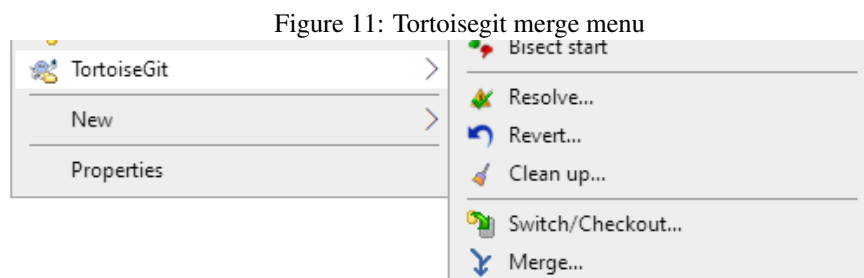 Figure 11: Tortoisegit merge menu
Bisect start
TortoiseGit
Resolve...
New
Revert...
Properties
Clean up...
Switch/Checkout...
Merge...